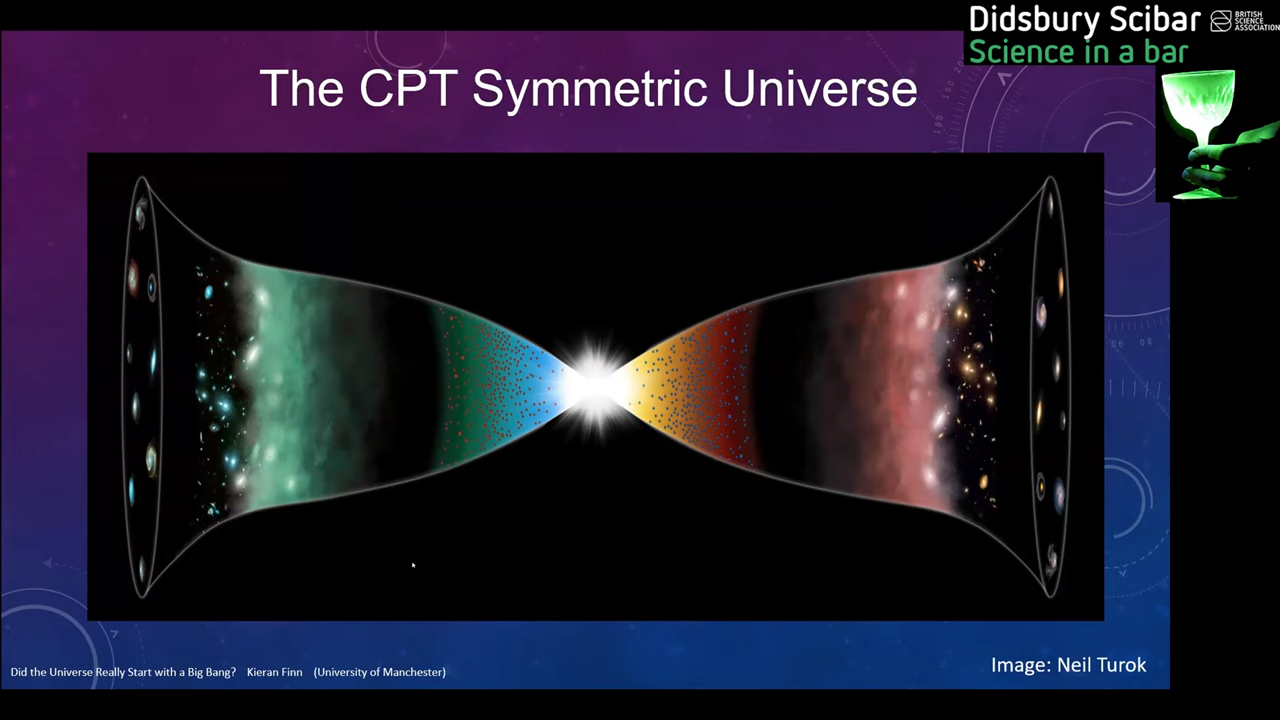 Didsbury Scibar
BRITISH
SCIENCE
ASSOCIATION
Science in a bar
The CPT Symmetric Universe
Image: Neil Turok
Did the Universe Really Start with a Big Bang? Kieran Finn (University of Manchester)